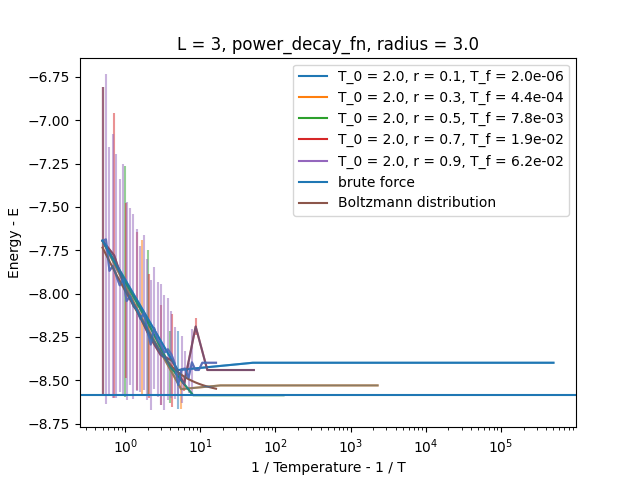 L = 3, power_decay_fn, radius = 3.0
T_0 = 2.0, r = 0.1, T_f = 2.0e-06
T_0 = 2.0, r = 0.3, T_f = 4.4e-04
T_0 = 2.0, r = 0.5, T_f = 7.8e-03
T_0 = 2.0, r = 0.7, T_f = 1.9e-02
T_0 = 2.0, r = 0.9, T_f = 6.2e-02
brute force
Boltzmann distribution
Energy - E
−6.75
−7.00
−7.25
−7.50
−7.75
−8.00
−8.25
−8.50
−8.75
10⁰ 10¹ 10² 10³ 10⁴ 10⁵
1 / Temperature - 1 / T